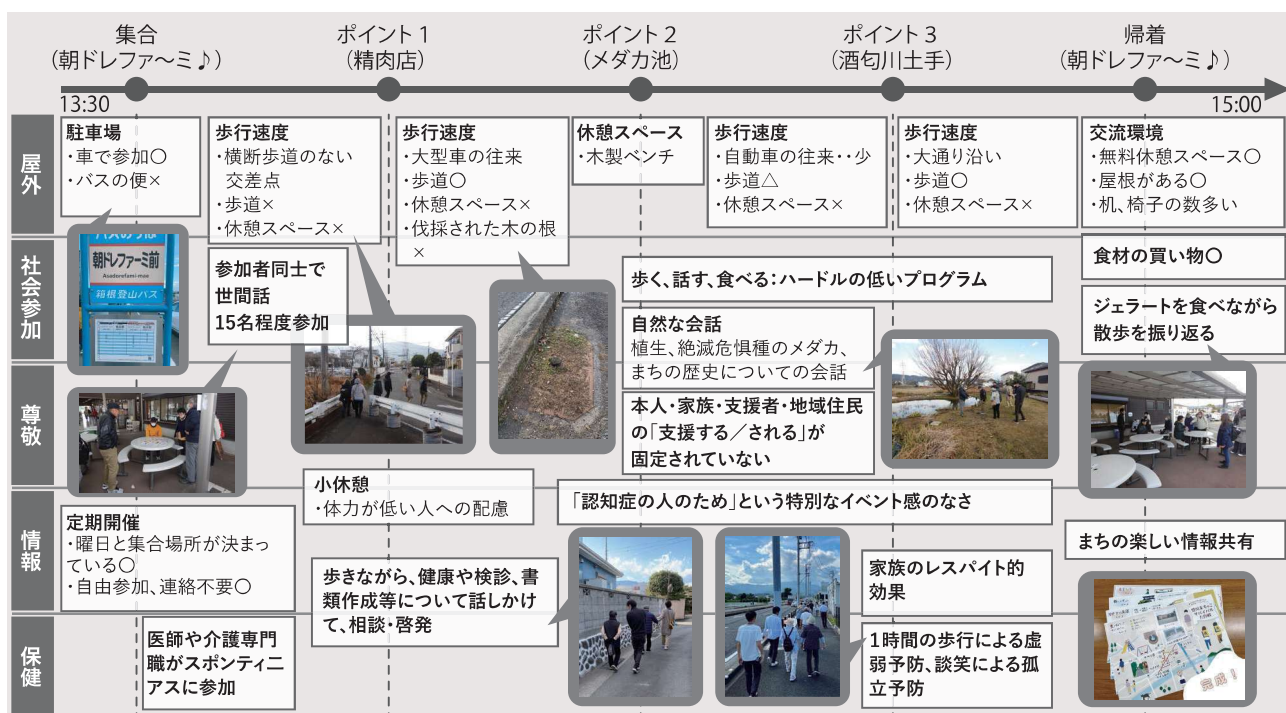 集合
(朝ドレファ〜ミ♪)
ポイント1
(精肉店)
ポイント2
(メダカ池)
ポイント3
(酒匂川土手)
帰着
(朝ドレファ〜ミ♪)
13:30
15:00
屋外
駐車場
・車で参加〇
・バスの便×
歩行速度
・横断歩道のない
交差点
・歩道×
・休憩スペース×
歩行速度
・大型車の往来
・歩道〇
・休憩スペース×
・伐採された木の根
×
休憩スペース
・木製ベンチ
歩行速度
・自動車の往来・・少
・歩道△
・休憩スペース×
歩行速度
・大通り沿い
・歩道〇
・休憩スペース×
交流環境
・無料休憩スペース〇
・屋根がある〇
・机、椅子の数多い
社会参加
バスのりば
朝ドレファーミ前
Asadorefami-mae
箱根登山バス
参加者同士で
世間話
15名程度参加
歩く、話す、食べる：ハードルの低いプログラム
自然な会話
植生、絶滅危惧種のメダカ、
まちの歴史についての会話
食材の買い物〇
ジェラートを食べながら
散歩を振り返る
尊敬
本人・家族・支援者・地域住民
の「支援する／される」が
固定されていない
小休憩
・体力が低い人への配慮
「認知症の人のため」という特別なイベント感のなさ
情報
定期開催
・曜日と集合場所が決まっ
ている〇
・自由参加、連絡不要〇
歩きながら、健康や検診、書
類作成等について話しかけ
て、相談・啓発
家族のレスパイト的
効果
まちの楽しい情報共有
保健
医師や介護専門
職がスポンティニ
アスに参加
1時間の歩行による虚
弱予防、談笑による孤
立予防
完成！